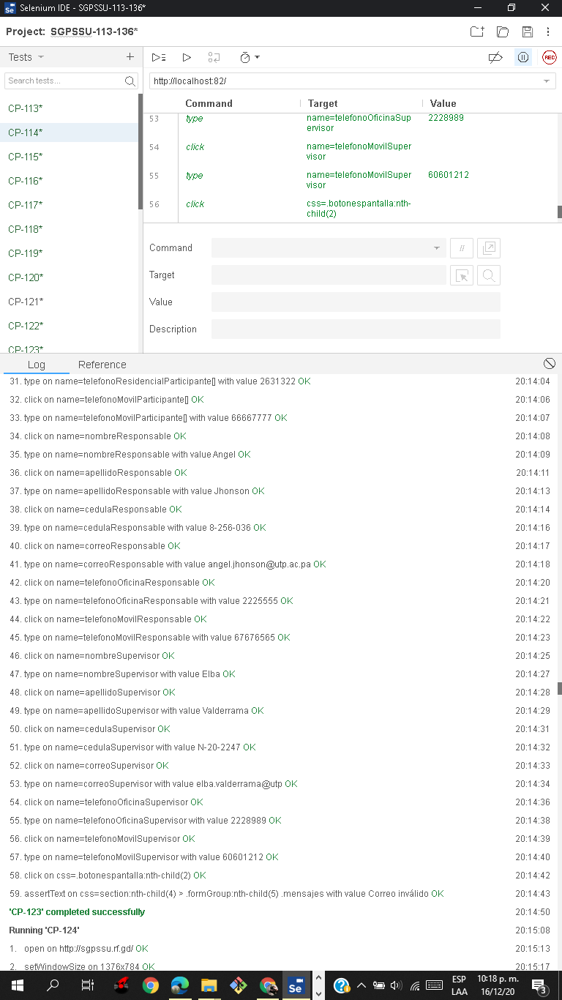 Selenium IDE - SGPSSU-113-136*
Project: SGPSSU-113-136*
Tests
Search tests...
REC
http://localhost:82/
Command Target Value
CP-113*
CP-114*
CP-115*
CP-116*
CP-117*
CP-118*
CP-119*
CP-120*
CP-121*
CP-122*
CP-123*
53 type name=telefonoOficinaSup 2228989
ervisor
54 click name=telefonoMovilSuper
visor
55 type name=telefonoMovilSupe 60601212
rvisor
56 click css=.botonespantalla:nth-
child(2)
Command
//
Target
Value
Description
Log Reference
31. type on name=telefonoResidencialParticipante[] with value 2631322 OK 20:14:04
32. click on name=telefonoMovilParticipante[] OK 20:14:06
33. type on name=telefonoMovilParticipante[] with value 66667777 OK 20:14:07
34. click on name=nombreResponsable OK 20:14:08
35. type on name=nombreResponsable with value Angel OK 20:14:09
36. click on name=apellidoResponsable OK 20:14:11
37. type on name=apellidoResponsable with value Jhonson OK 20:14:13
38. click on name=cedulaResponsable OK 20:14:14
39. type on name=cedulaResponsable with value 8-256-036 OK 20:14:16
40. click on name=correoResponsable OK 20:14:17
41. type on name=correoResponsable with value angel.jhonson@utp.ac.pa OK 20:14:18
42. click on name=telefonoOficinaResponsable OK 20:14:20
43. type on name=telefonoOficinaResponsable with value 2225555 OK 20:14:21
44. click on name=telefonoMovilResponsable OK 20:14:22
45. type on name=telefonoMovilResponsable with value 67676565 OK 20:14:23
46. click on name=nombreSupervisor OK 20:14:25
47. type on name=nombreSupervisor with value Elba OK 20:14:27
48. click on name=apellidoSupervisor OK 20:14:28
49. type on name=apellidoSupervisor with value Valderrama OK 20:14:29
50. click on name=cedulaSupervisor OK 20:14:31
51. type on name=cedulaSupervisor with value N-20-2247 OK 20:14:32
52. click on name=correoSupervisor OK 20:14:33
53. type on name=correoSupervisor with value elba.valderrama@utp OK 20:14:34
54. click on name=telefonoOficinaSupervisor OK 20:14:36
55. type on name=telefonoOficinaSupervisor with value 2228989 OK 20:14:38
56. click on name=telefonoMovilSupervisor OK 20:14:39
57. type on name=telefonoMovilSupervisor with value 60601212 OK 20:14:40
58. click on css=.botonespantalla:nth-child(2) OK 20:14:42
59. assertText on css=section:nth-child(4) > .formGroup:nth-child(5) .mensajes with value Correo inválido OK 20:14:43
'CP-123' completed successfully 20:14:50
Running 'CP-124' 20:15:08
1. open on http://sgpssu.rf.gd/ OK 20:15:13
2. setWindowSize on 1376x784 OK 20:15:17
Se
ESP 10:18 p. m.
LAA 16/12/20
3